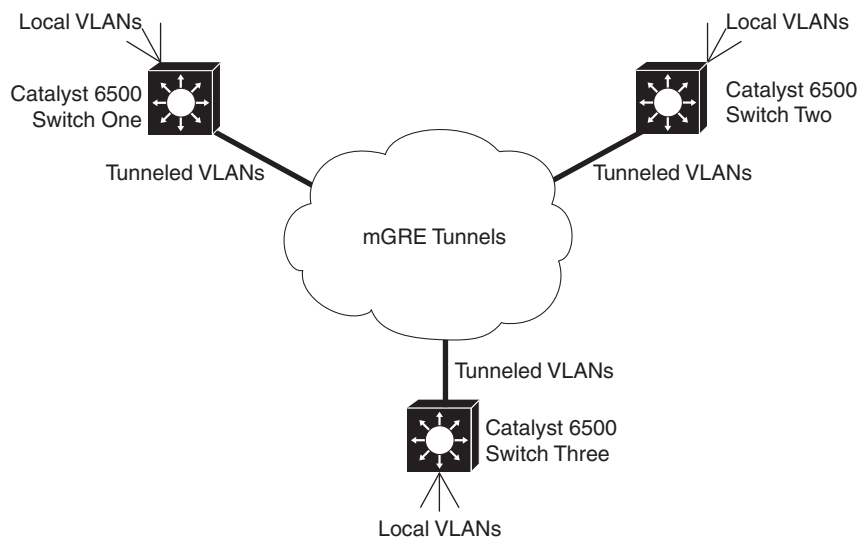 Local VLANs
Local VLANs
Catalyst 6500
Switch One
Catalyst 6500
Switch Two
Tunneled VLANs
Tunneled VLANs
mGRE Tunnels
Tunneled VLANs
Catalyst 6500
Switch Three
Local VLANs